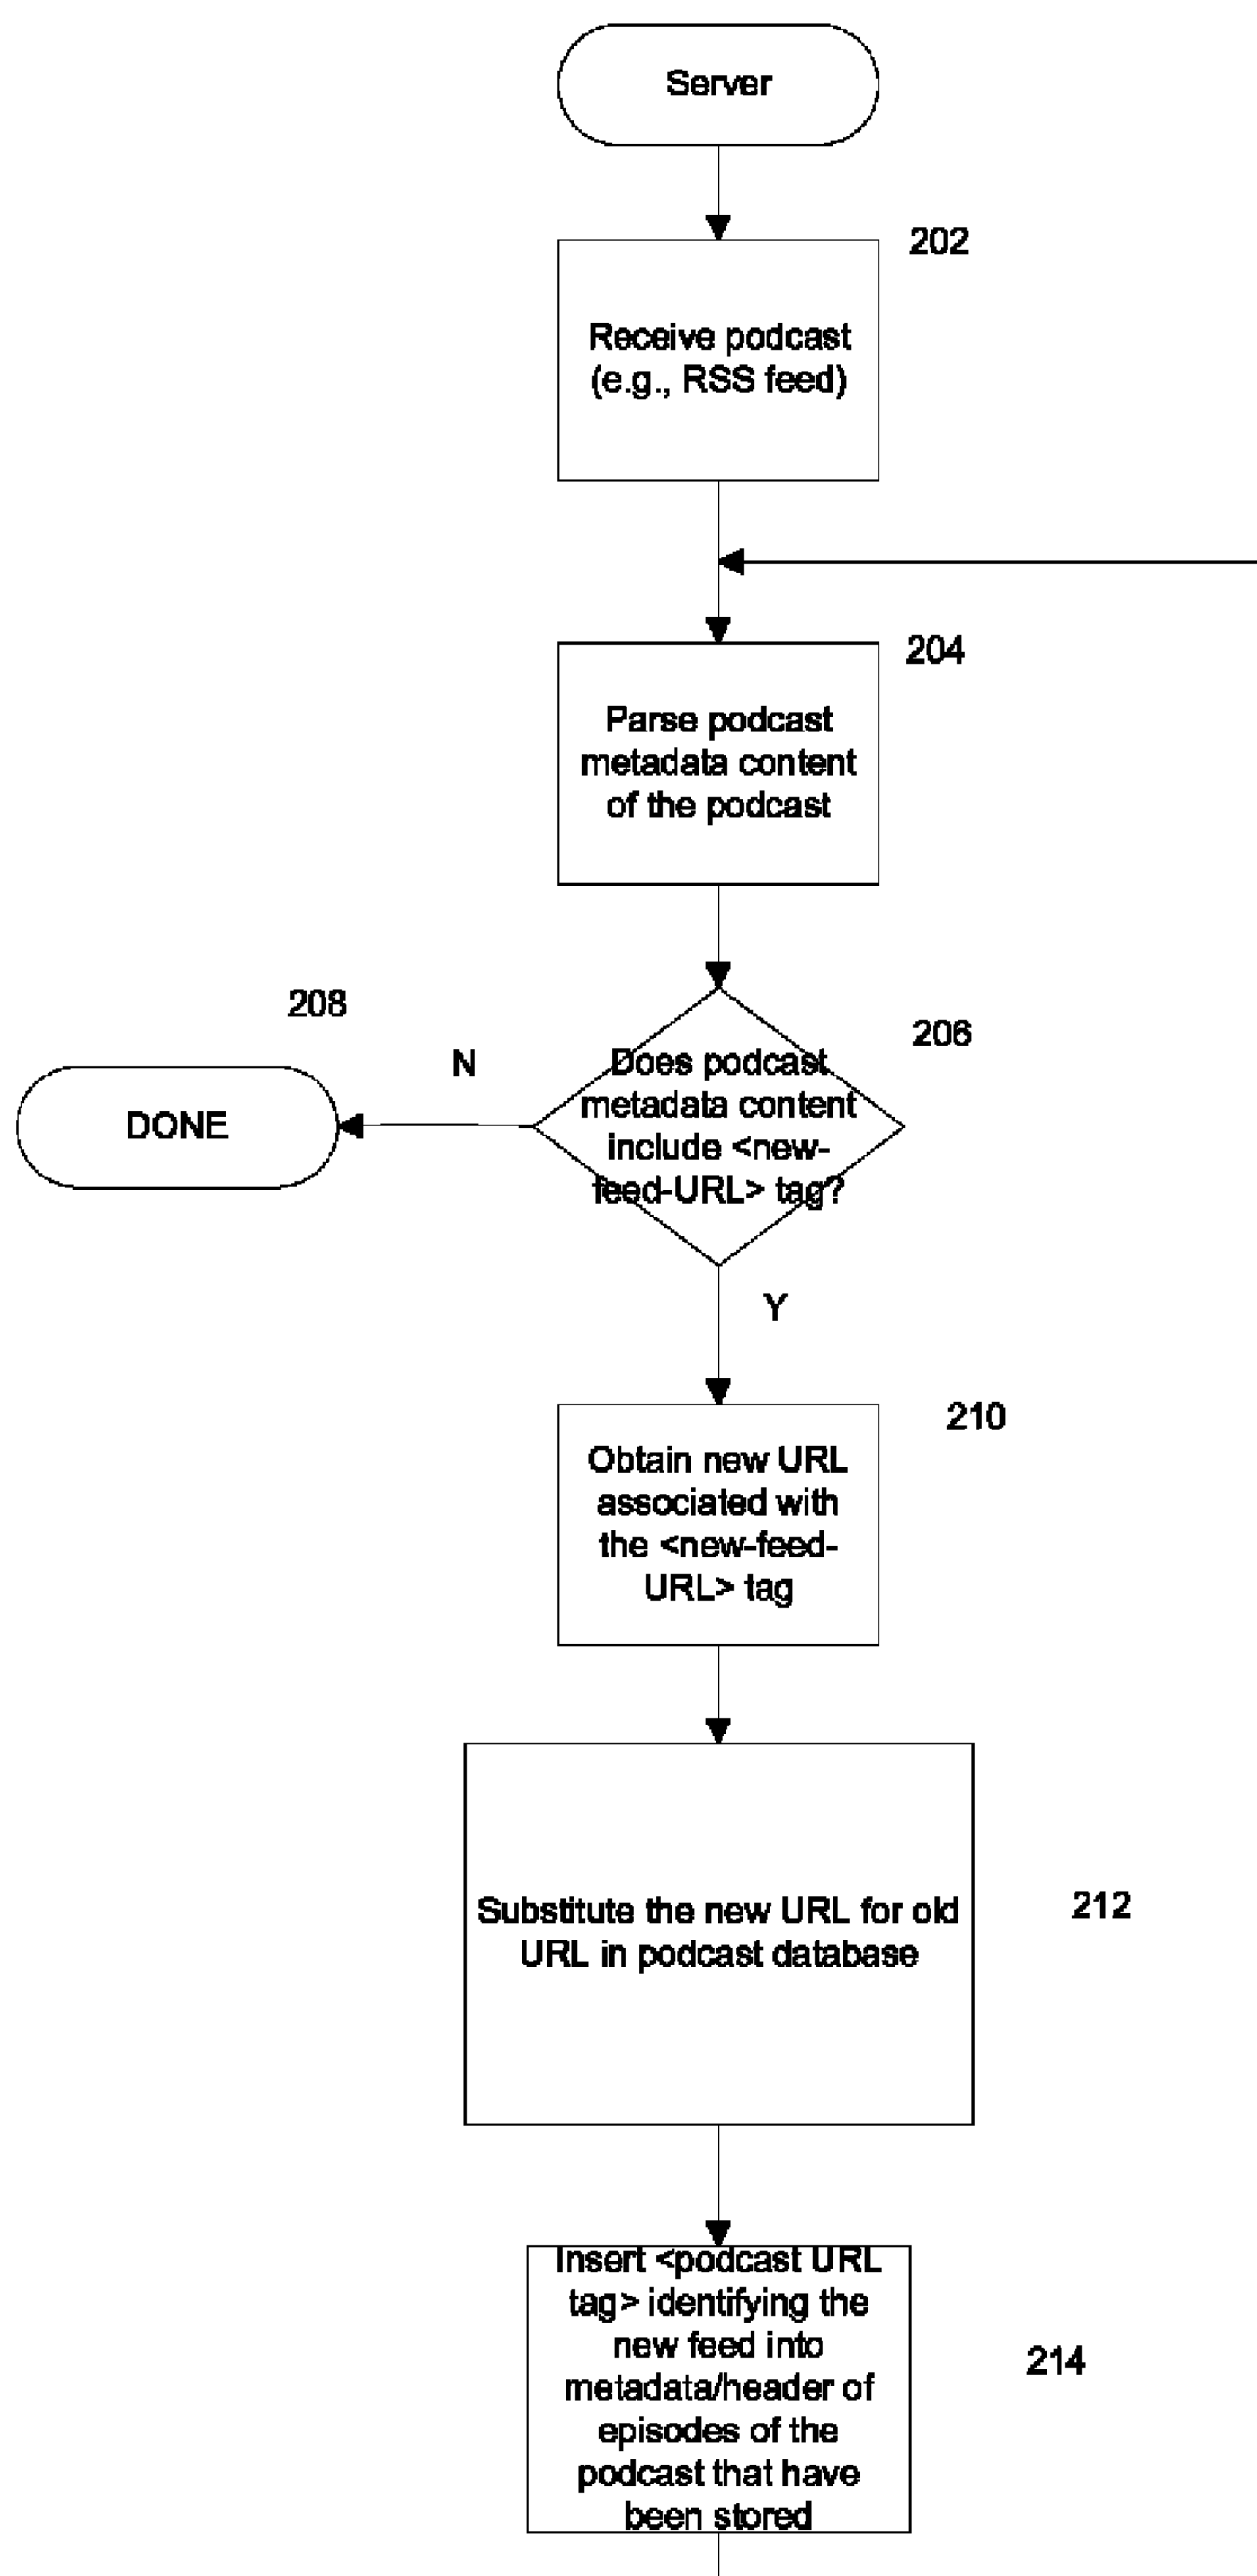 Server
202
Receive podcast
(e.g., RSS feed)
204
Parse podcast
metadata content
of the podcast
208
206
N
Does podcast
metadata content
include <new-
feed-URL> tag?
DONE
Y
210
Obtain new URL
associated with
the <new-feed-
URL> tag
212
Substitute the new URL for old
URL in podcast database
214
Insert <podcast URL
tag> identifying the
new feed into
metadata/header of
episodes of the
podcast that have
been stored